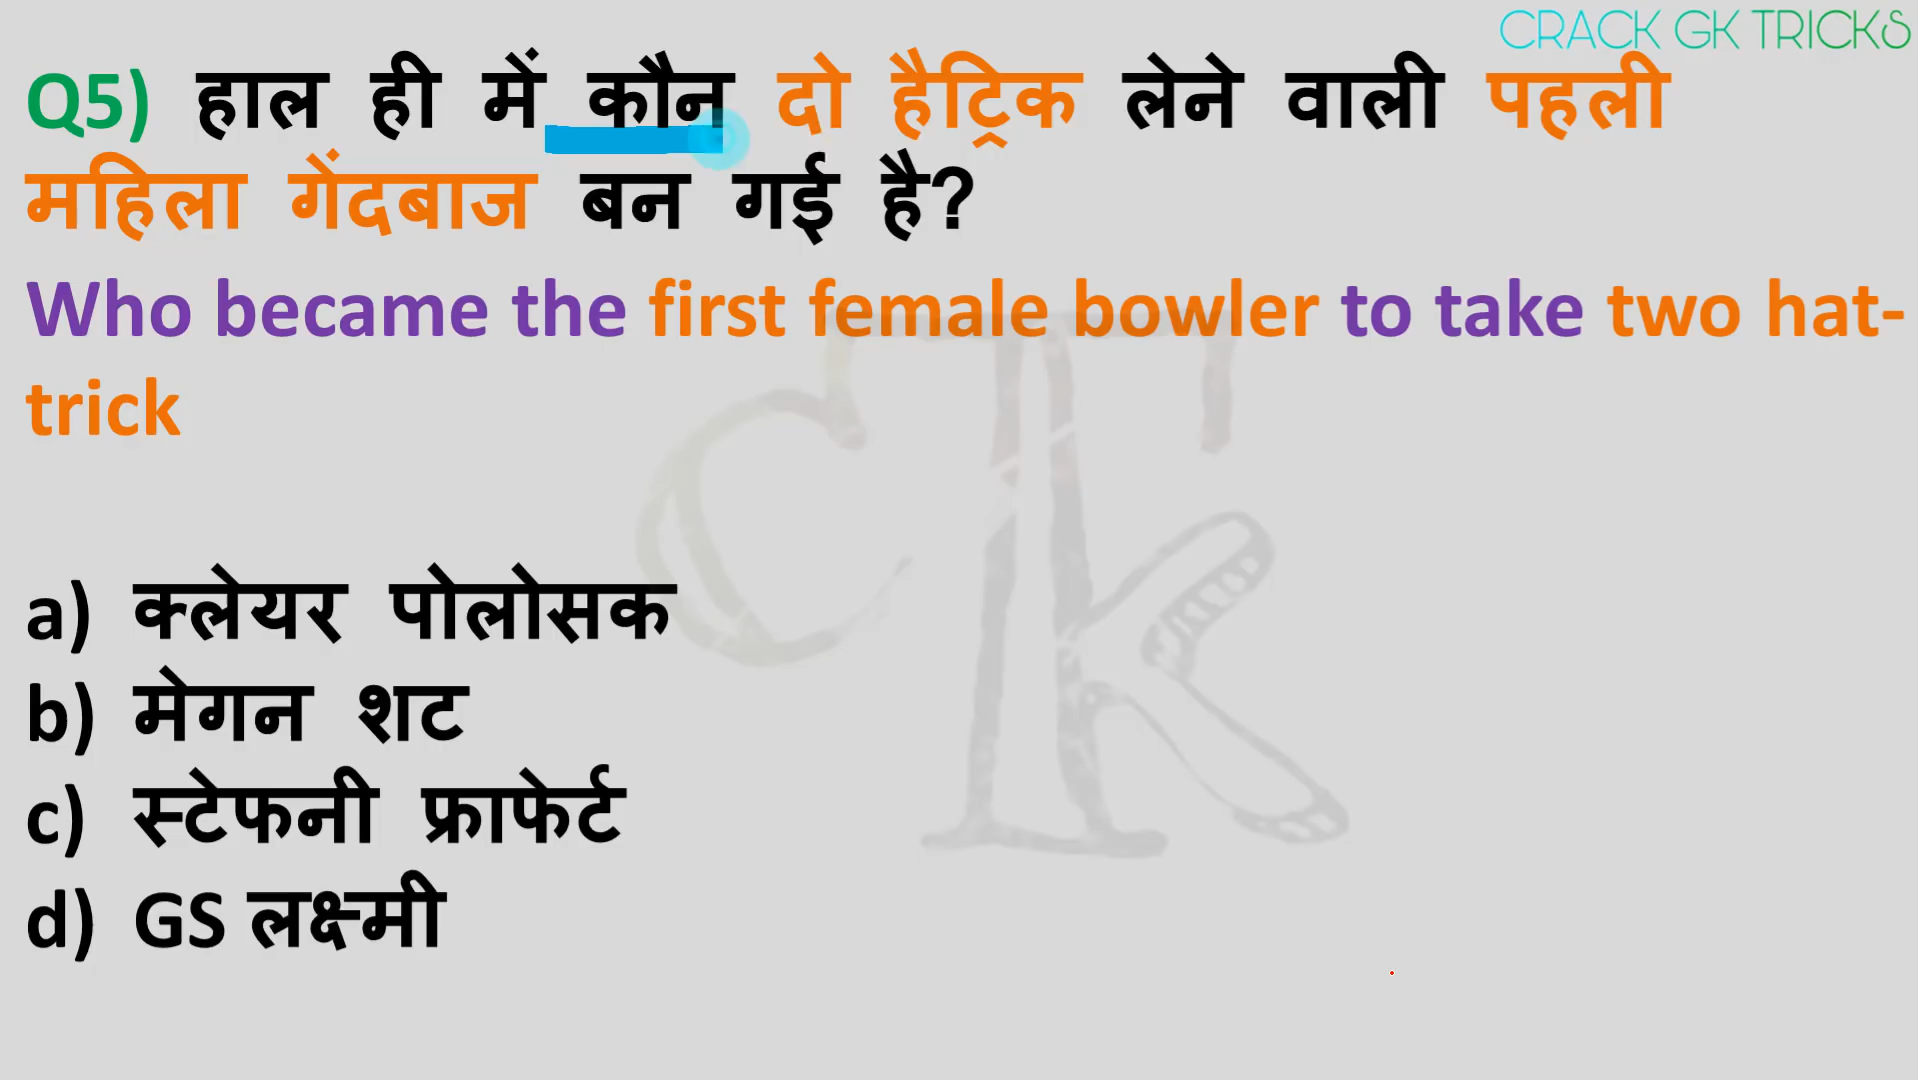 CRACK GK TRICKS
Q5) हाल ही में कौन दो हैट्रिक लेने वाली पहली
महिला गेंदबाज बन गई है?
Who became the first female bowler to take two hat-
trick
a) क्लेयर पोलोसक
b) मेगन शट
c) स्टेफनी फ्राफेर्ट
d) GS लक्ष्मी
CTk